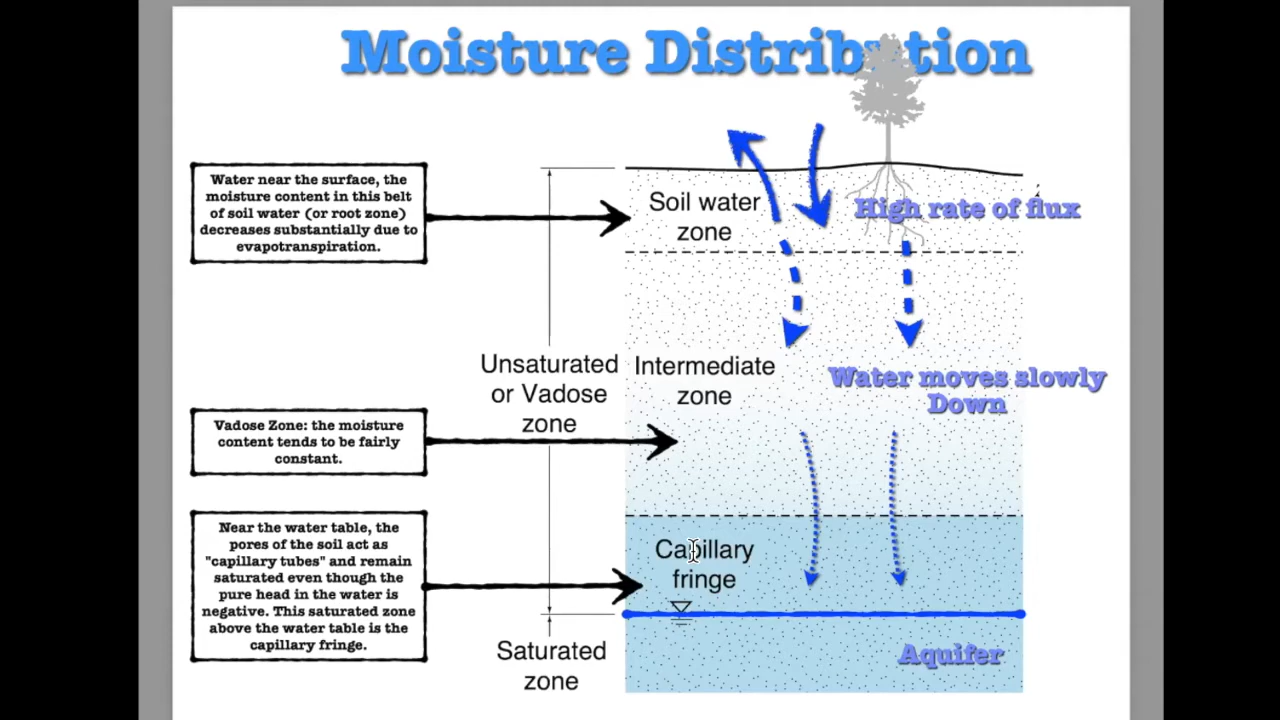 Moisture Distribution
Water near the surface, the
moisture content in this belt
of soil water (or root zone)
decreases substantially due to
evapotranspiration.
Soil water
zone
High rate of flux
Unsaturated
or Vadose
zone
Intermediate
zone
Water moves slowly
Down
Vadose Zone: the moisture
content tends to be fairly
constant.
Near the water table, the
pores of the soil act as
"capillary tubes" and remain
saturated even though the
pure head in the water is
negative. This saturated zone
above the water table is the
capillary fringe.
Capillary
fringe
Saturated
zone
Aquifer